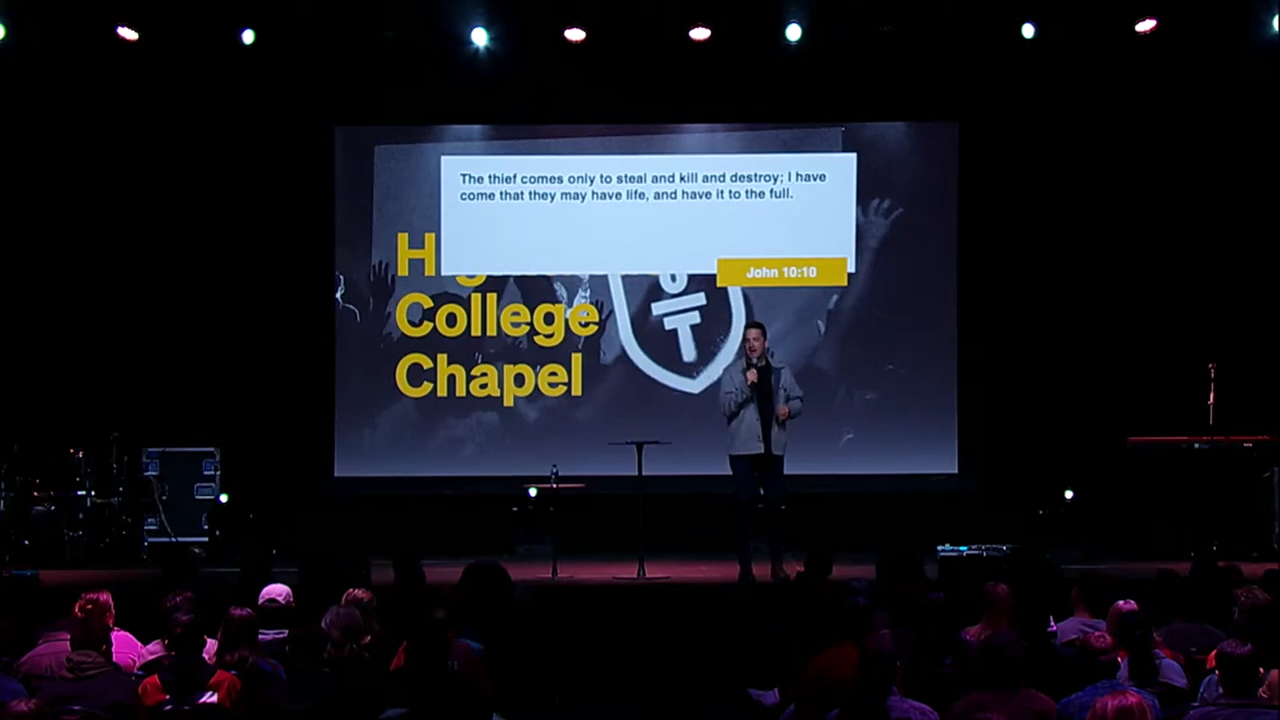 The thief comes only to steal and kill and destroy; I have
come that they may have life, and have it to the full.
John 10:10
College
Chapel